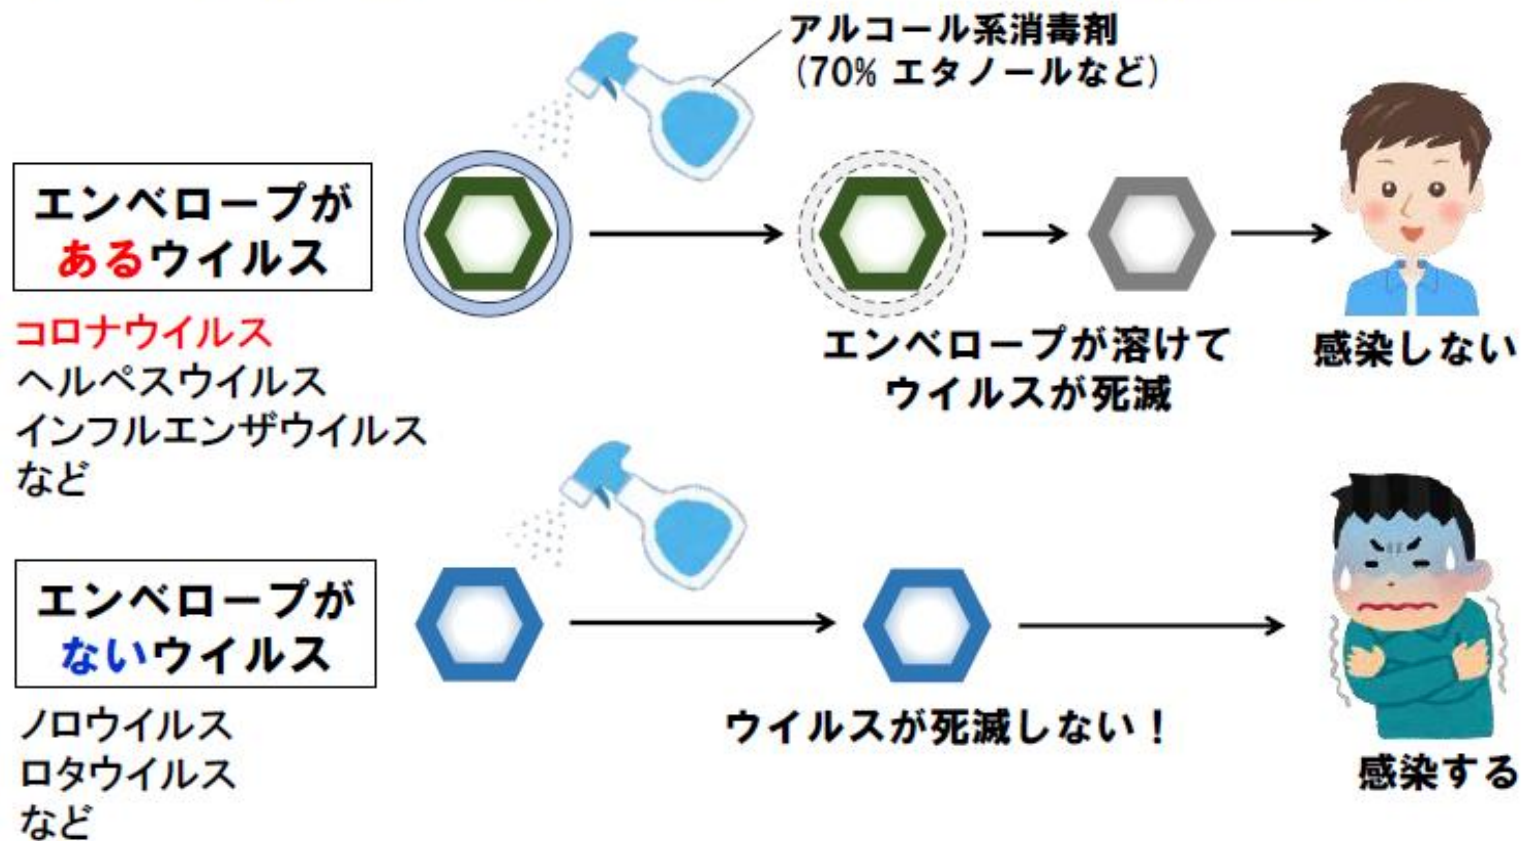 アルコール系消毒剤
(70% エタノールなど)
エンベロープが
あるウイルス
コロナウイルス
ヘルペスウイルス
インフルエンザウイルス
など
エンベロープが溶けて
ウイルスが死滅
感染しない
エンベロープが
ないウイルス
ノロウイルス
ロタウイルス
など
ウイルスが死滅しない！
感染する